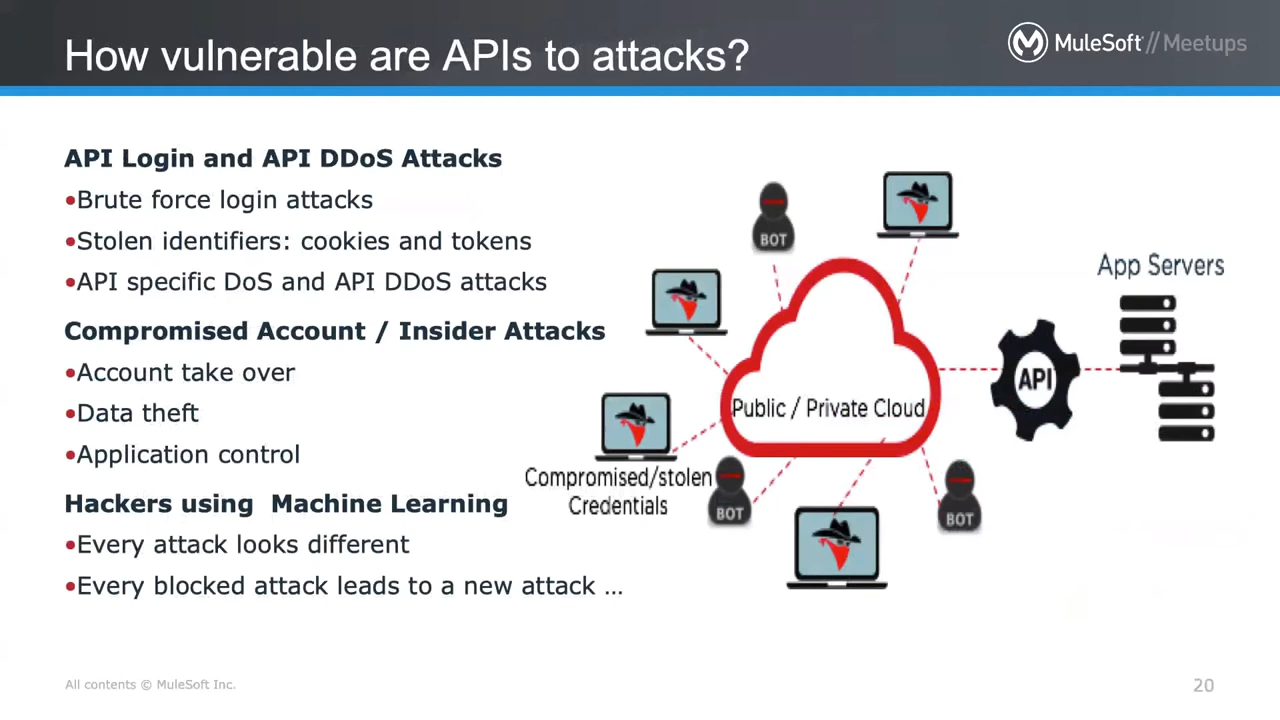 How vulnerable are APIs to attacks?
MuleSoft // Meetups
API Login and API DDoS Attacks
•Brute force login attacks
•Stolen identifiers: cookies and tokens
•API specific DoS and API DDoS attacks
Compromised Account / Insider Attacks
•Account take over
•Data theft
•Application control
Hackers using  Machine Learning
•Every attack looks different
•Every blocked attack leads to a new attack …
BOT
App Servers
API
Public / Private Cloud
Compromised/stolen
Credentials
BOT
BOT
All contents © MuleSoft Inc.
20